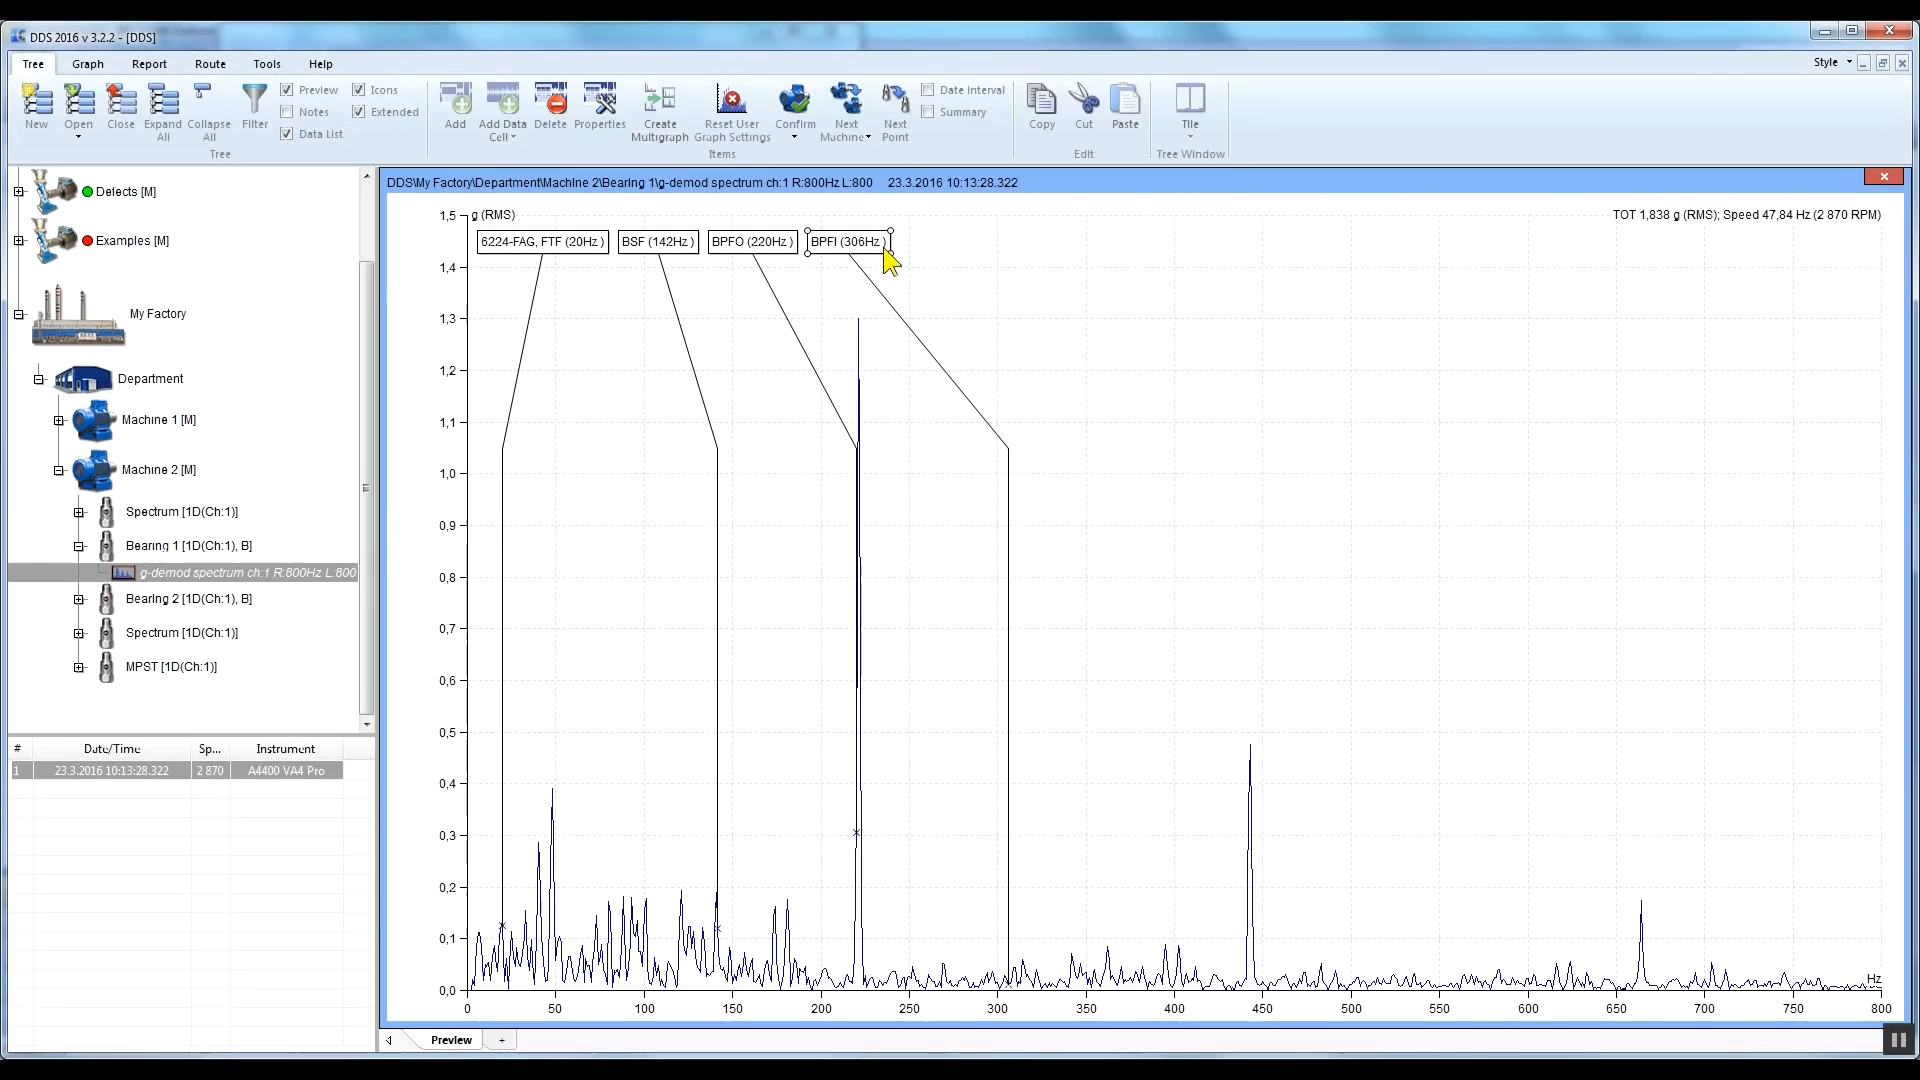 DDS 2016 v 3.2.2 - [DDS]
Tree Graph Report Route Tools Help
Style
New Open Close Expand All Collapse All Filter
Preview Icons
Notes Extended
Data List
Tree
Add Add Data Cell Delete Properties Create Multigraph Reset User Graph Settings Confirm Next Machine Next Point
Date Interval
Summary
Items
Copy Cut Paste
Edit
Tile
Tree Window
Defects [M]
Examples [M]
My Factory
Department
Machine 1 [M]
Machine 2 [M]
Spectrum [1D(Ch:1)]
Bearing 1 [1D(Ch:1), B]
g-demod spectrum ch:1 R:800Hz L:800
Bearing 2 [1D(Ch:1), B]
Spectrum [1D(Ch:1)]
MPST [1D(Ch:1)]
# Date/Time Sp... Instrument
1 23.3.2016 10:13:28.322 2 870 A4400 VA4 Pro
DDS\My Factory\Department\Machine 2\Bearing 1\g-demod spectrum ch:1 R:800Hz L:800 23.3.2016 10:13:28.322
g (RMS)
TOT 1,838 g (RMS); Speed 47,84 Hz (2 870 RPM)
6224-FAG, FTF (20Hz ) BSF (142Hz ) BPFO (220Hz ) BPFI (306Hz )
1,5
1,4
1,3
1,2
1,1
1,0
0,9
0,8
0,7
0,6
0,5
0,4
0,3
0,2
0,1
0,0
Hz
0 50 100 150 200 250 300 350 400 450 500 550 600 650 700 750 800
Preview +